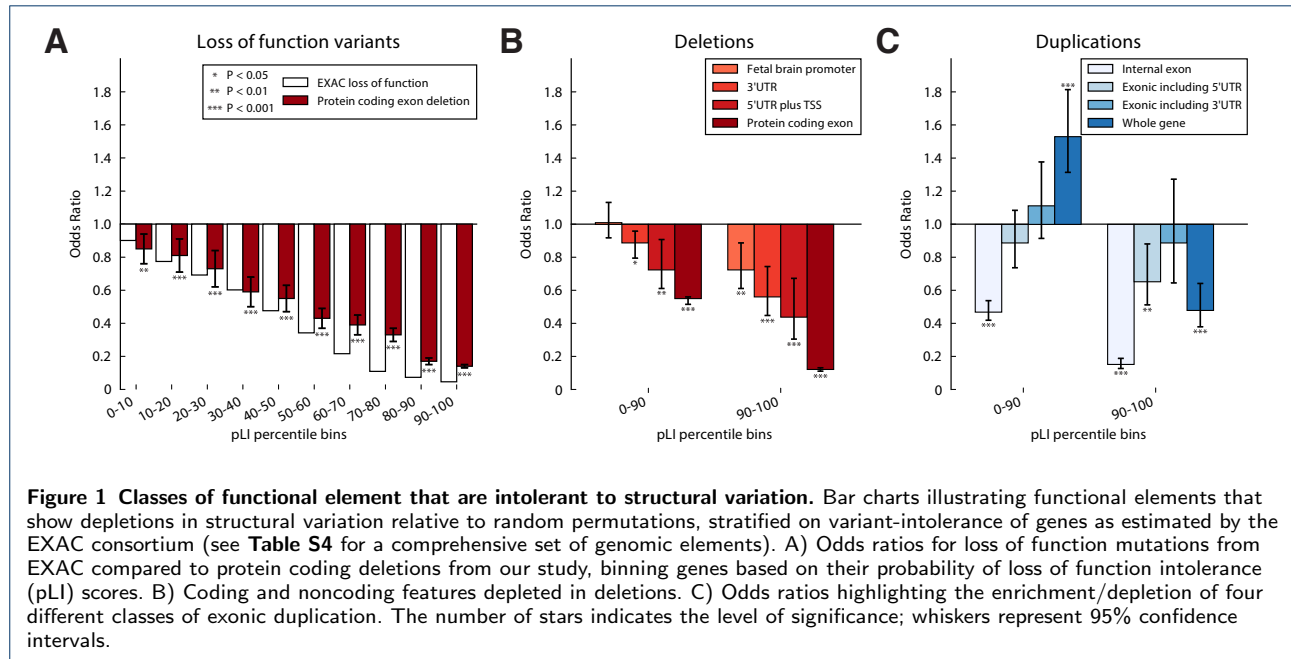 A
Loss of function variants
* P < 0.05
** P < 0.01
*** P < 0.001
EXAC loss of function
Protein coding exon deletion
Odds Ratio
1.8
1.6
1.4
1.2
1.0
0.8
0.6
0.4
0.2
0
**
***
***
***
***
***
***
***
***
***
0-10
10-20
20-30
30-40
40-50
50-60
60-70
70-80
80-90
90-100
pLI percentile bins
B
Deletions
Fetal brain promoter
3'UTR
5'UTR plus TSS
Protein coding exon
Odds Ratio
1.8
1.6
1.4
1.2
1.0
0.8
0.6
0.4
0.2
0
*
**
***
**
***
***
***
0-90
90-100
pLI percentile bins
C
Duplications
Internal exon
Exonic including 5'UTR
Exonic including 3'UTR
Whole gene
Odds Ratio
1.8
1.6
1.4
1.2
1.0
0.8
0.6
0.4
0.2
0
***
***
***
**
***
0-90
90-100
pLI percentile bins
Figure 1 Classes of functional element that are intolerant to structural variation. Bar charts illustrating functional elements that
show depletions in structural variation relative to random permutations, stratified on variant-intolerance of genes as estimated by the
EXAC consortium (see Table S4 for a comprehensive set of genomic elements). A) Odds ratios for loss of function mutations from
EXAC compared to protein coding deletions from our study, binning genes based on their probability of loss of function intolerance
(pLI) scores. B) Coding and noncoding features depleted in deletions. C) Odds ratios highlighting the enrichment/depletion of four
different classes of exonic duplication. The number of stars indicates the level of significance; whiskers represent 95% confidence
intervals.